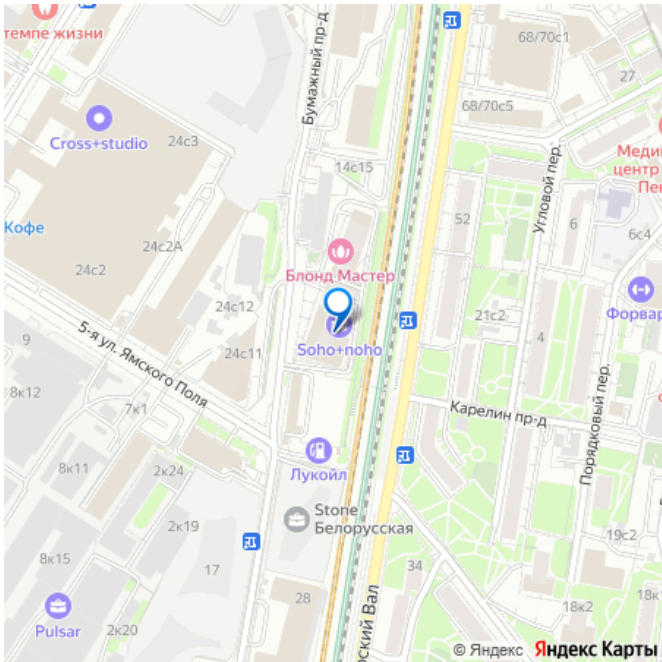 темпе жизни
Cross+studio
24с3
Бумажный пр-д
68/70с1
27
68/70с5
14с15
Угловой пер.
Меди
центр
Пе
Кофе
24с2А
24с2
Блонд Мастер
52
6
6с4
24с12
21с2
Форвар
9
5-я ул. Ямского Поля
24с11
Soho+noho
4
8к12
7к1
Карелин пр-д
Порядковый пер.
8к11
2к24
Лукойл
Stone
Белорусская
2к19
19с2
8к15
17
34
28
18к2
Pulsar
2к20
рский Вал
© Яндекс Яндекс Карты